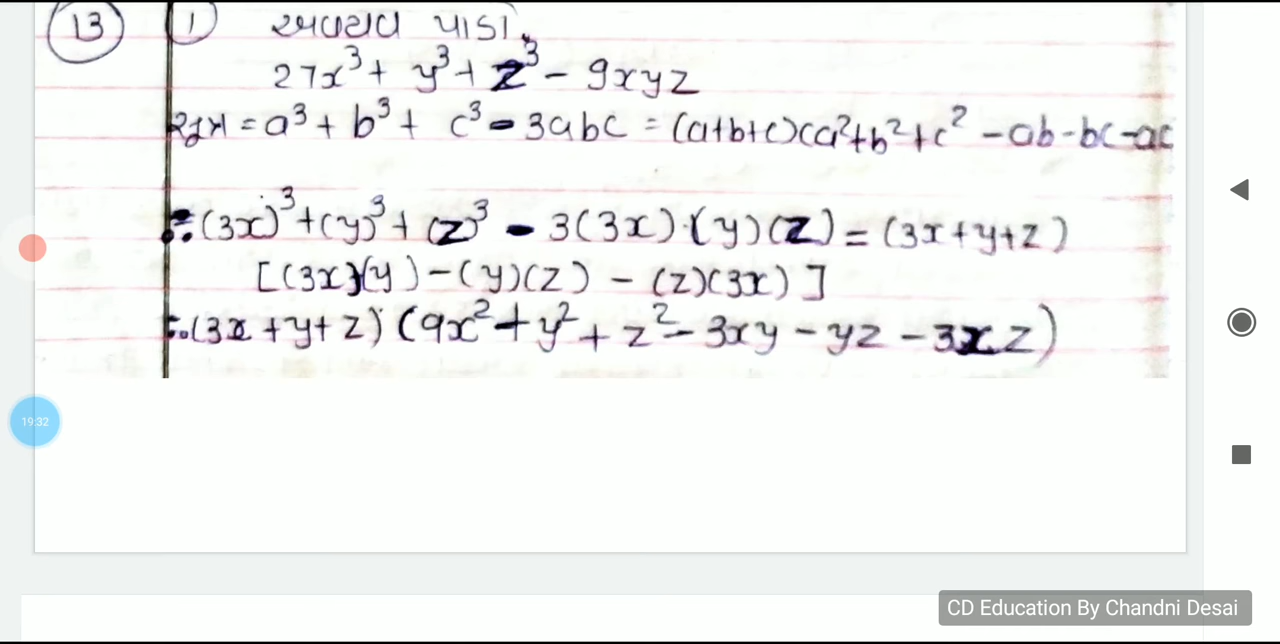 13 1 અવયવ પાડો.
27x³ + y³ + z³ - 9xyz
સૂત્ર = a³ + b³ + c³ - 3abc = (a+b+c)(a²+b²+c² - ab - bc - ac
= (3x)³ + (y)³ + (z)³ - 3(3x)·(y)(z) = (3x+y+z)
[(3x)(y) - (y)(z) - (z)(3x)]
(3x + y + z) (9x² + y² + z² - 3xy - yz - 3xz)
19:32
CD Education By Chandni Desai